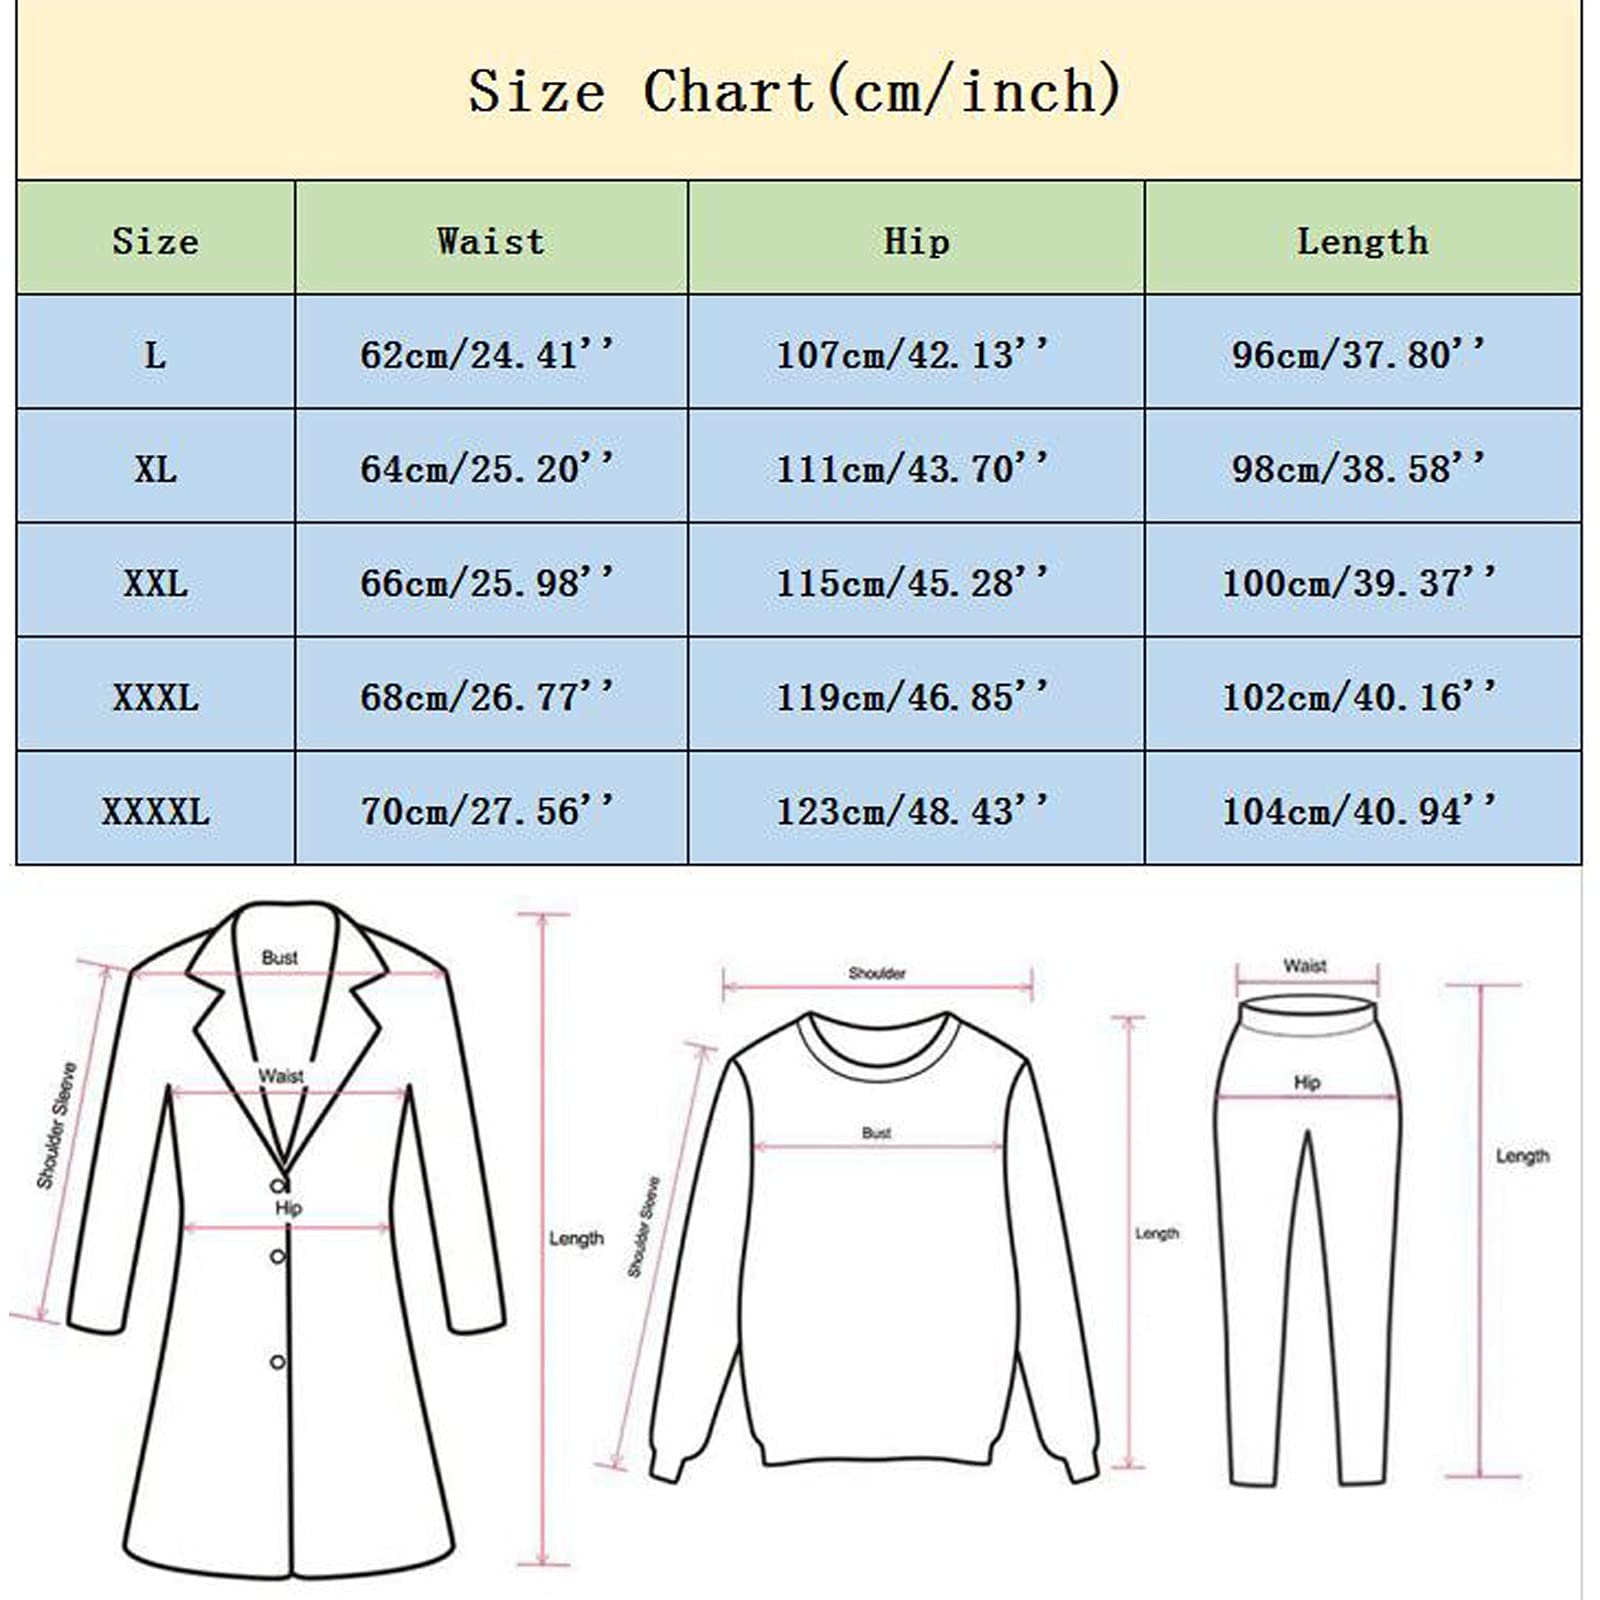 Size Chart(cm/inch)
Size Waist Hip Length
L 62cm/24.41’’ 107cm/42.13’’ 96cm/37.80’’
XL 64cm/25.20’’ 111cm/43.70’’ 98cm/38.58’’
XXL 66cm/25.98’’ 115cm/45.28’’ 100cm/39.37’’
XXXL 68cm/26.77’’ 119cm/46.85’’ 102cm/40.16’’
XXXXL 70cm/27.56’’ 123cm/48.43’’ 104cm/40.94’’
Bust
Shoulder Sleeve
Waist
Hip
Length
Shoulder
Bust
Shoulder Sleeve
Length
Waist
Hip
Length